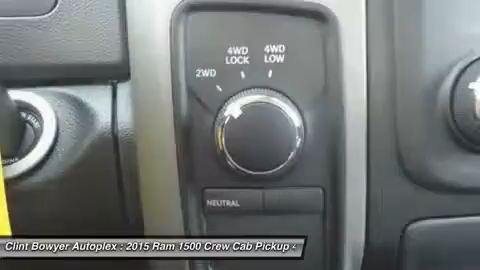 4WD 4WD
LOCK LOW
2WD
NEUTRAL
Clint Bowyer Autoplex : 2015 Ram 1500 Crew Cab Pickup -